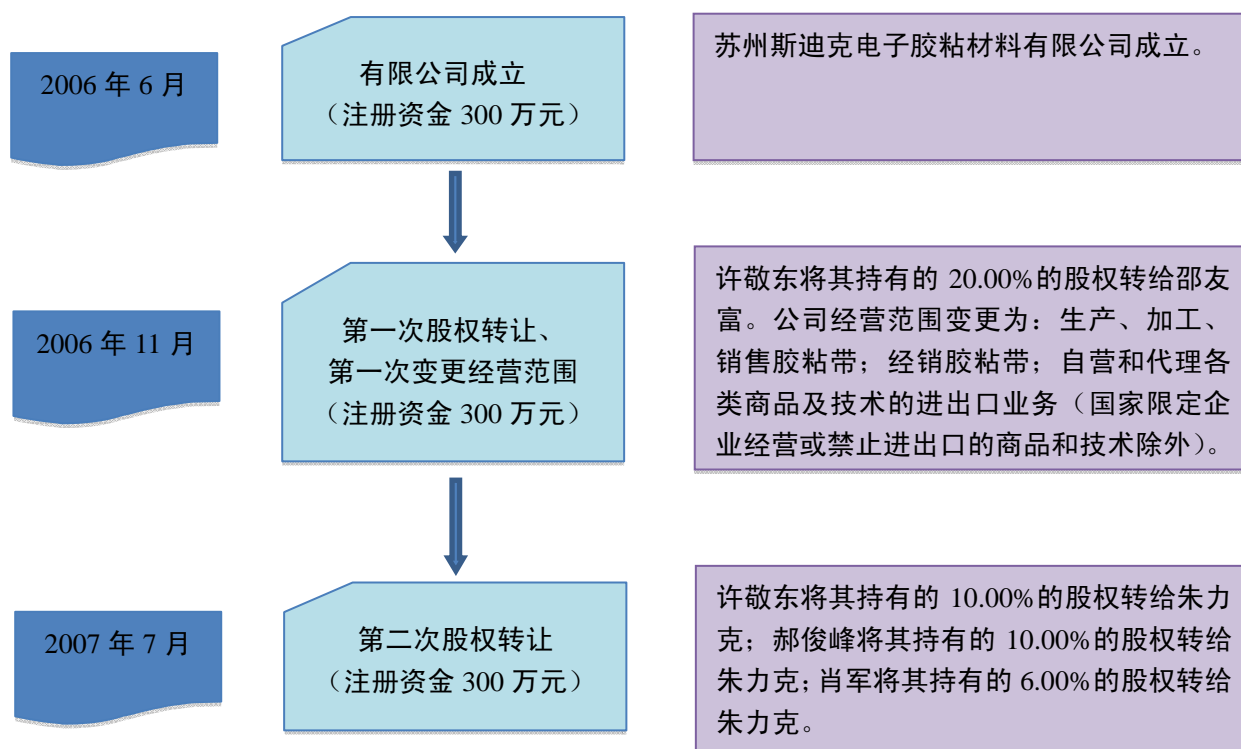 2006 年 6 月
有限公司成立
（注册资金 300 万元）
苏州斯迪克电子胶粘材料有限公司成立。
2006 年 11 月
第一次股权转让、
第一次变更经营范围
（注册资金 300 万元）
许敬东将其持有的 20.00%的股权转给邵友
富。公司经营范围变更为：生产、加工、
销售胶粘带；经销胶粘带；自营和代理各
类商品及技术的进出口业务（国家限定企
业经营或禁止进出口的商品和技术除外）。
2007 年 7 月
第二次股权转让
（注册资金 300 万元）
许敬东将其持有的 10.00%的股权转给朱力
克；郝俊峰将其持有的 10.00%的股权转给
朱力克；肖军将其持有的 6.00%的股权转给
朱力克。